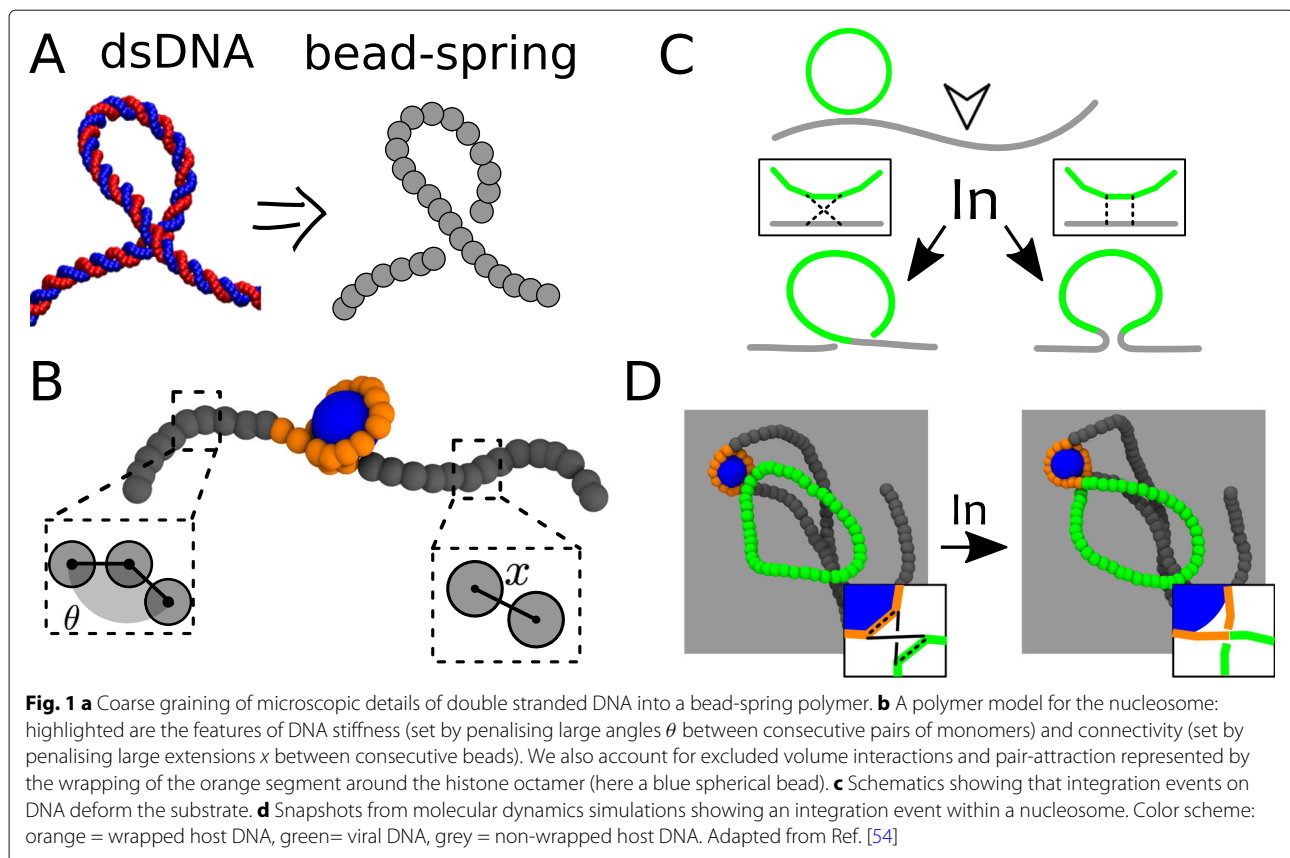 A dsDNA bead-spring
C
In
B
θ
x
D
In
Fig. 1 a Coarse graining of microscopic details of double stranded DNA into a bead-spring polymer. b A polymer model for the nucleosome:
highlighted are the features of DNA stiffness (set by penalising large angles θ between consecutive pairs of monomers) and connectivity (set by
penalising large extensions x between consecutive beads). We also account for excluded volume interactions and pair-attraction represented by
the wrapping of the orange segment around the histone octamer (here a blue spherical bead). c Schematics showing that integration events on
DNA deform the substrate. d Snapshots from molecular dynamics simulations showing an integration event within a nucleosome. Color scheme:
orange = wrapped host DNA, green= viral DNA, grey = non-wrapped host DNA. Adapted from Ref. [54]